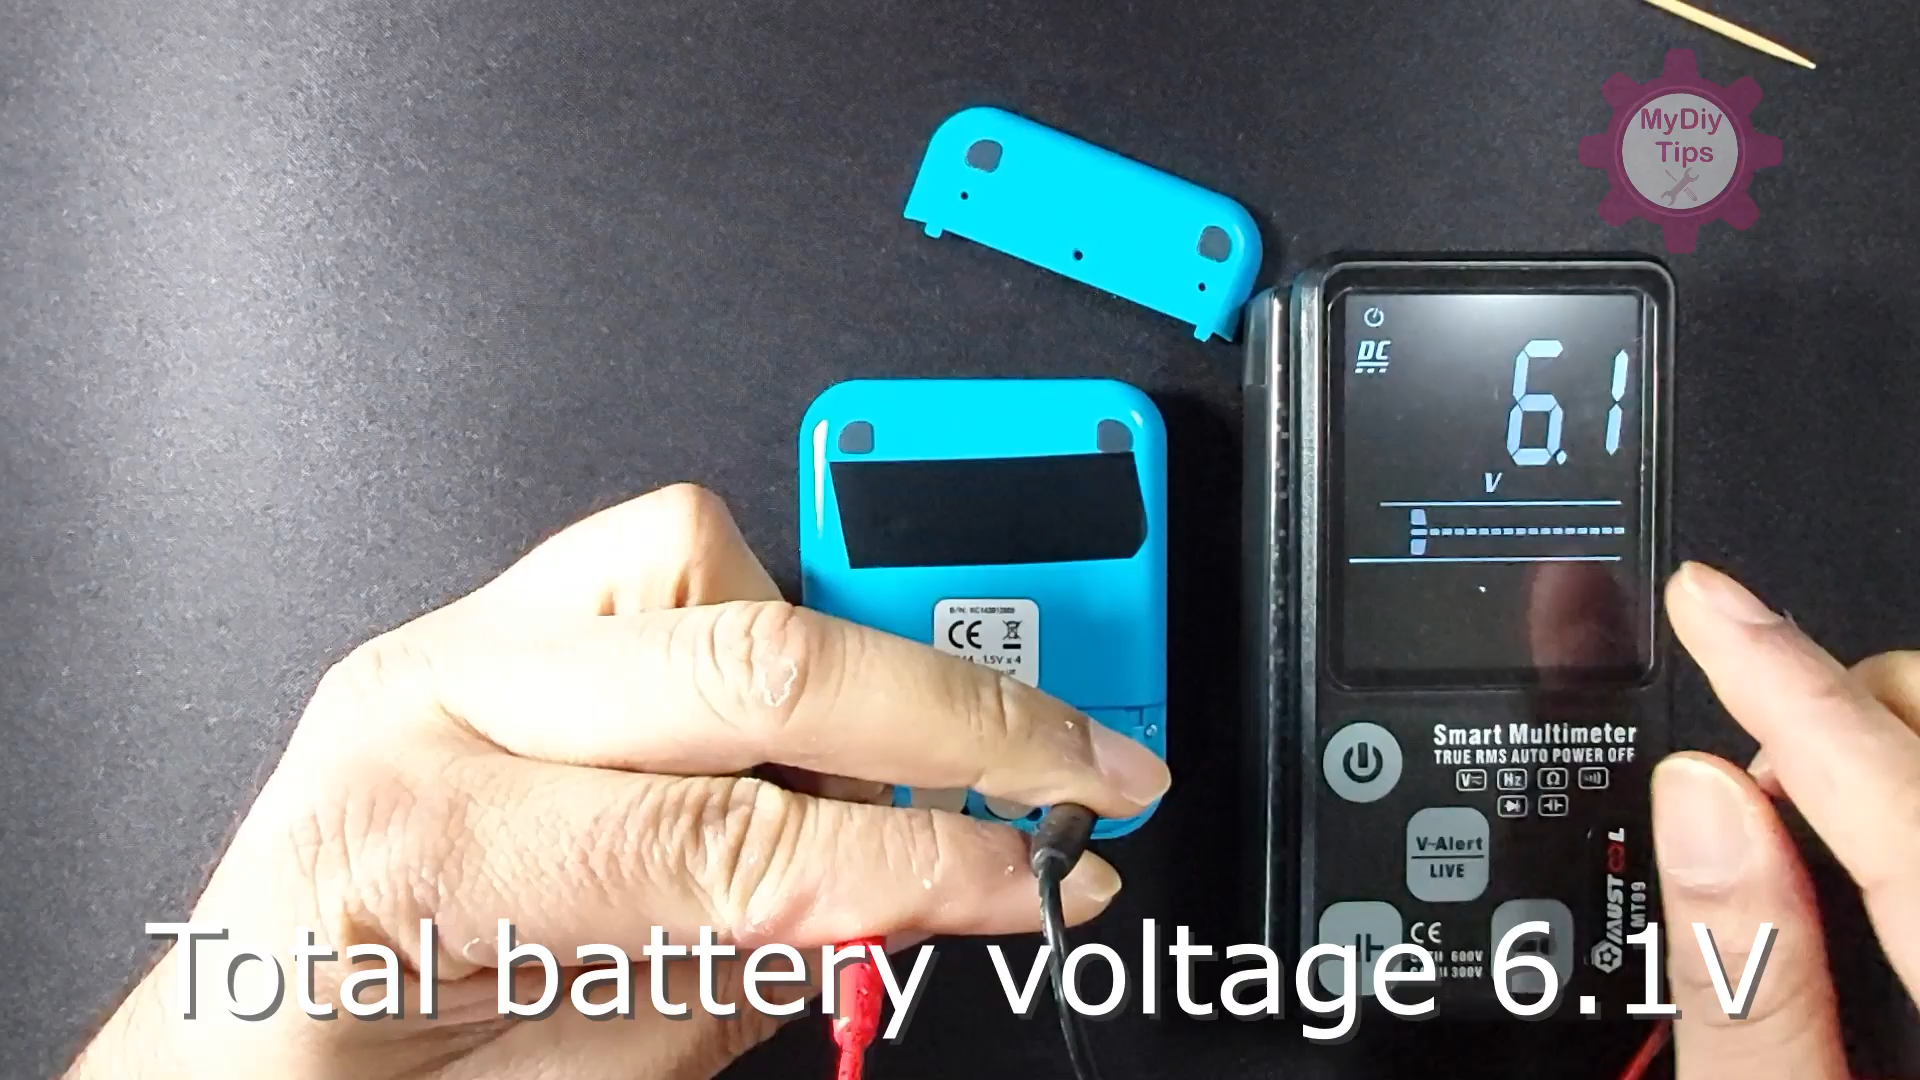 MyDiy
Tips
DC
6.1
V
CE
1.5V x 4
Smart Multimeter
TRUE RMS AUTO POWER OFF
V Hz Ω
V-Alert
LIVE
MUSTOOL
MT99
CE
600V
300V
Total battery voltage 6.1V